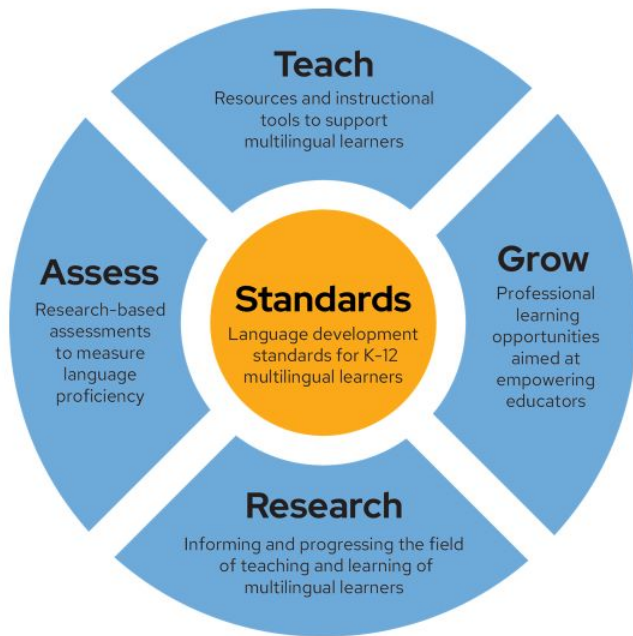 Teach
Resources and instructional
tools to support
multilingual learners
Assess
Research-based
assessments
to measure
language
proficiency
Standards
Language development
standards for K-12
multilingual learners
Grow
Professional
learning
opportunities
aimed at
empowering
educators
Research
Informing and progressing the field
of teaching and learning of
multilingual learners